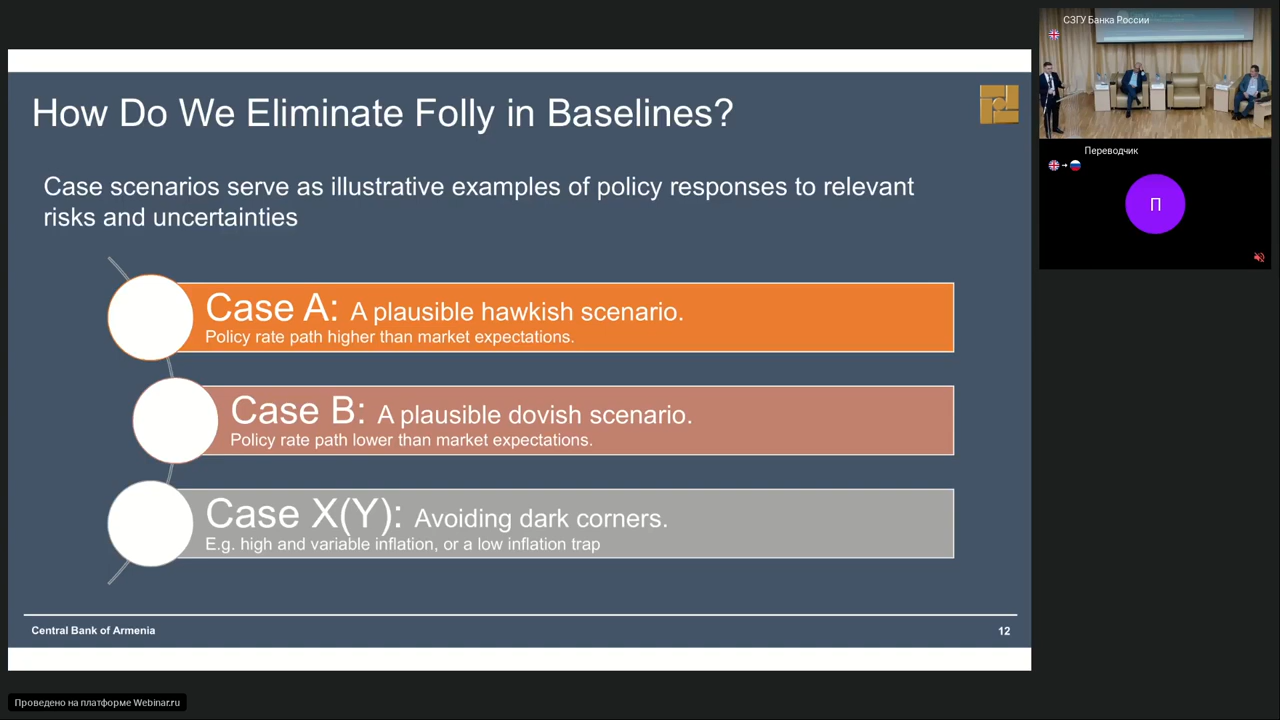 How Do We Eliminate Folly in Baselines?
Case scenarios serve as illustrative examples of policy responses to relevant
risks and uncertainties
Case A: A plausible hawkish scenario.
Policy rate path higher than market expectations.
Case B: A plausible dovish scenario.
Policy rate path lower than market expectations.
Case X(Y): Avoiding dark corners.
E.g. high and variable inflation, or a low inflation trap
Central Bank of Armenia
12
СЗГУ Банка России
Переводчик
П
Проведено на платформе Webinar.ru